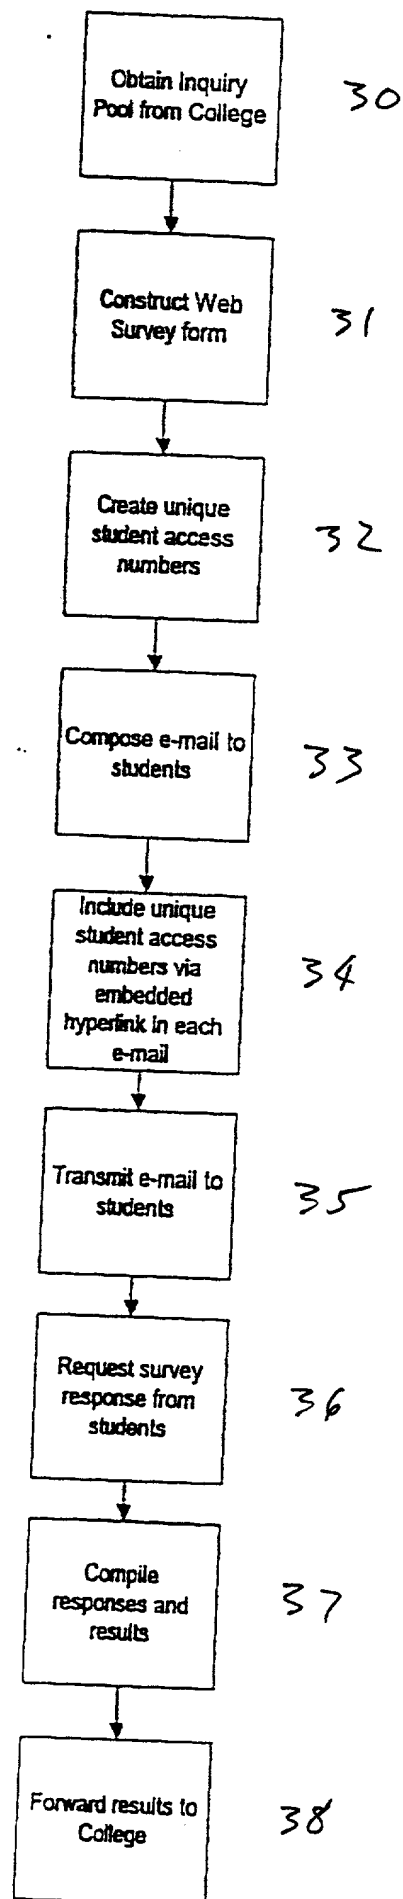 Obtain Inquiry
Pool from College
30
Construct Web
Survey form
31
Create unique
student access
numbers
32
Compose e-mail to
students
33
Include unique
student access
numbers via
embedded
hyperlink in each
e-mail
34
Transmit e-mail to
students
35
Request survey
response from
students
36
Compile
responses and
results
37
Forward results to
College
38